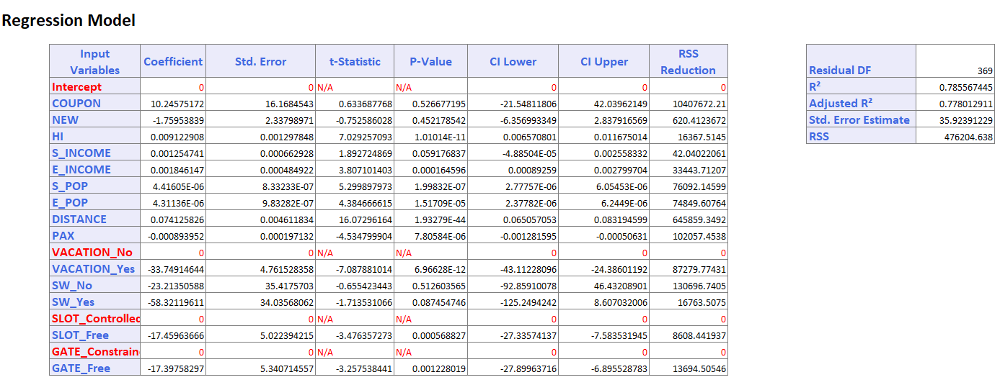 Regression Model
Input Variables Coefficient Std. Error t-Statistic P-Value CI Lower CI Upper RSS Reduction
Intercept 0 0 N/A N/A 0 0 0
COUPON 10.24575172 16.1684543 0.633687768 0.526677195 -21.54811806 42.03962149 10407672.21
NEW -1.75953839 2.33798971 -0.752586028 0.452178542 -6.356993349 2.837916569 620.4123672
HI 0.009122908 0.001297848 7.029257093 1.01014E-11 0.006570801 0.011675014 16367.5145
S_INCOME 0.001254741 0.000662928 1.892724869 0.059176837 -4.88504E-05 0.002558332 42.04022061
E_INCOME 0.001846147 0.000484922 3.807101403 0.000164596 0.00089259 0.002799704 33443.71207
S_POP 4.41605E-06 8.33233E-07 5.299897973 1.99832E-07 2.77757E-06 6.05453E-06 76092.14599
E_POP 4.31136E-06 9.83282E-07 4.384666615 1.51709E-05 2.37782E-06 6.2449E-06 74849.60764
DISTANCE 0.074125826 0.004611834 16.07296164 1.93279E-44 0.065057053 0.083194599 645859.3492
PAX -0.000893952 0.000197132 -4.534799904 7.80584E-06 -0.001281595 -0.00050631 102057.4538
VACATION_No 0 0 N/A N/A 0 0 0
VACATION_Yes -33.74914644 4.761528358 -7.087881014 6.96628E-12 -43.11228096 -24.38601192 87279.77431
SW_No -23.21350588 35.4175703 -0.655423443 0.512603565 -92.85910078 46.43208901 130696.7405
SW_Yes -58.32119611 34.03568062 -1.713531066 0.087454746 -125.2494242 8.607032006 16763.5075
SLOT_Controlled 0 0 N/A N/A 0 0 0
SLOT_Free -17.45963666 5.022394215 -3.476357273 0.000568827 -27.33574137 -7.583531945 8608.441937
GATE_Constrain 0 0 N/A N/A 0 0 0
GATE_Free -17.39758297 5.340714557 -3.257538441 0.001228019 -27.89963716 -6.895528783 13694.50546
Residual DF 369
R² 0.785567445
Adjusted R² 0.778012911
Std. Error Estimate 35.92391229
RSS 476204.638